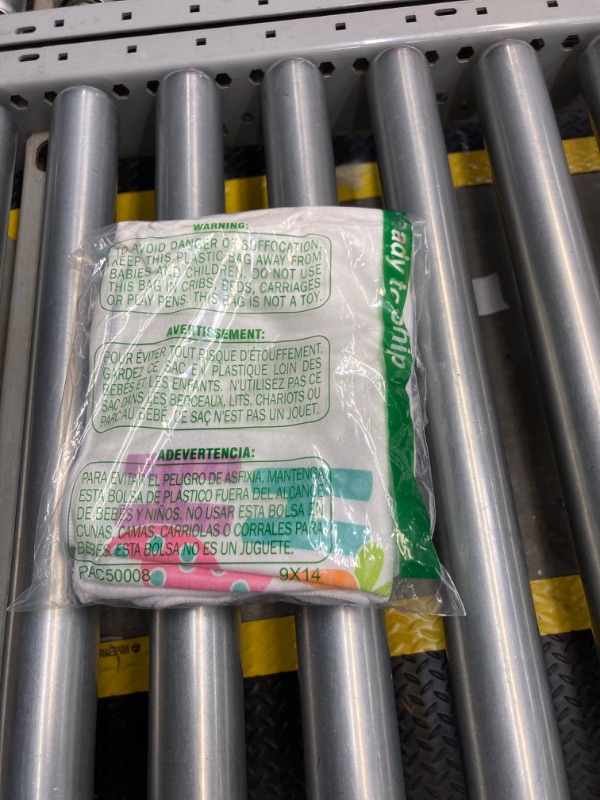 WARNING:
TO AVOID DANGER OF SUFFOCATION,
KEEP THIS PLASTIC BAG AWAY FROM
BABIES AND CHILDREN. DO NOT USE
THIS BAG IN CRIBS, BEDS, CARRIAGES
OR PLAY PENS. THIS BAG IS NOT A TOY.
AVERTISSEMENT:
POUR ÉVITER TOUT RISQUE D'ÉTOUFFEMENT,
GARDEZ CE SAC EN PLASTIQUE LOIN DES
BÉBÉS ET LES ENFANTS. N'UTILISEZ PAS CE
SAC DANS LES BERCEAUX, LITS, CHARIOTS OU
PARC AU BÉBÉ. CE SAC N'EST PAS UN JOUET.
ADEVERTENCIA:
PARA EVITAR EL PELIGRO DE ASFIXIA, MANTENGA
ESTA BOLSA DE PLÁSTICO FUERA DEL ALCANCE
DE BEBÉS Y NIÑOS. NO USAR ESTA BOLSA EN
CUNAS, CAMAS, CARRIOLAS O CORRALES PARA
BEBÉS. ESTA BOLSA NO ES UN JUGUETE.
PAC50008 9X14
ready to ship